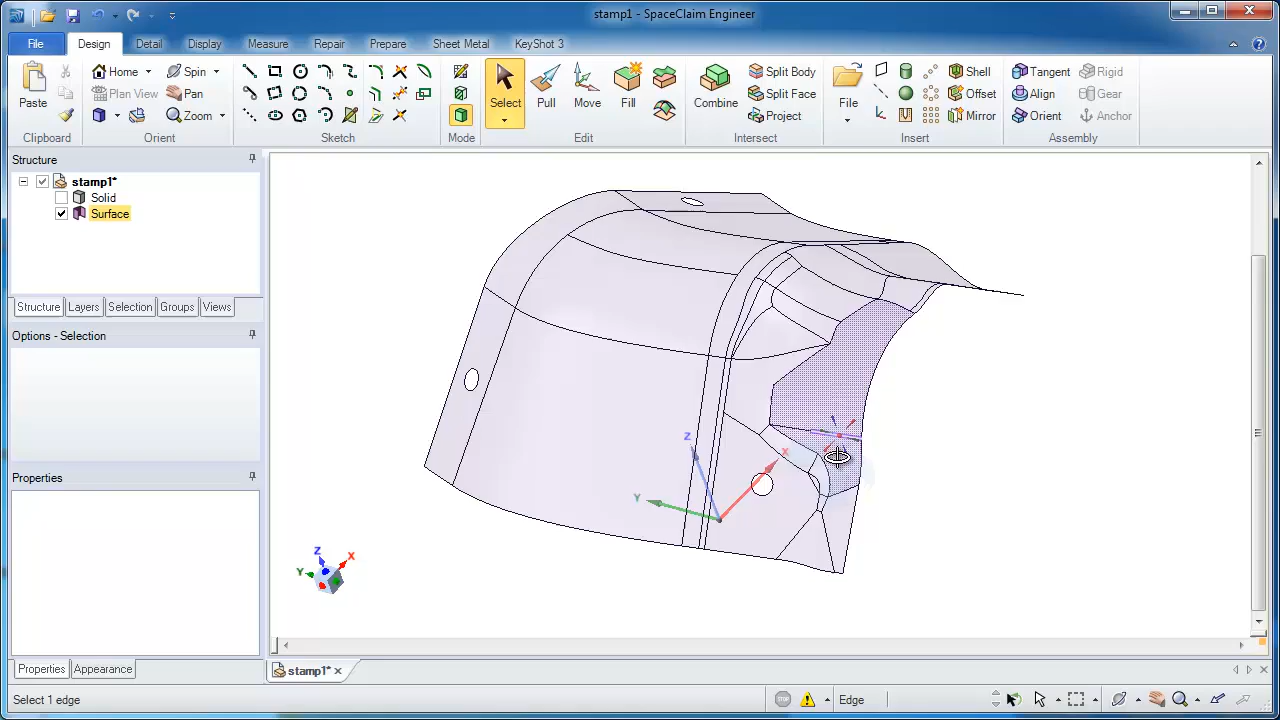 stamp1 - SpaceClaim Engineer
File Design Detail Display Measure Repair Prepare Sheet Metal KeyShot 3
Home Spin Split Body Shell Tangent Rigid
Plan View Pan Split Face Offset Align Gear
Paste Select Pull Move Fill Combine File
Zoom Project Mirror Orient Anchor
Clipboard Orient Sketch Mode Edit Intersect Insert Assembly
Structure
stamp1*
Solid
Surface
Structure Layers Selection Groups Views
Options - Selection
Properties
Z
X
Y
Z
X
Y
Properties Appearance
stamp1*
Select 1 edge
Edge